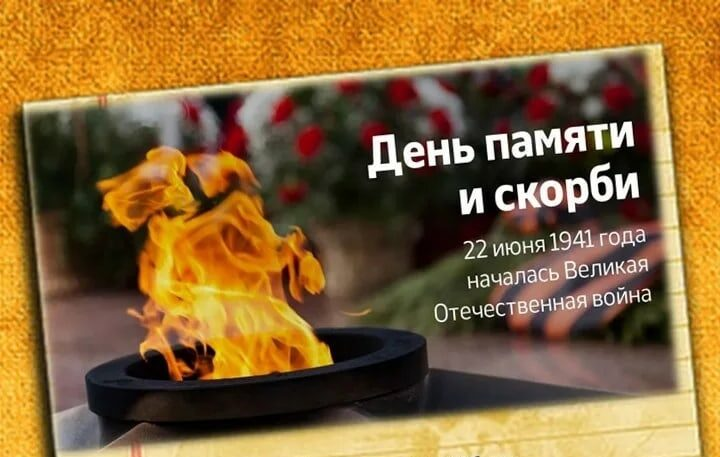 День памяти
и скорби
22 июня 1941 года
началась Великая
Отечественная война